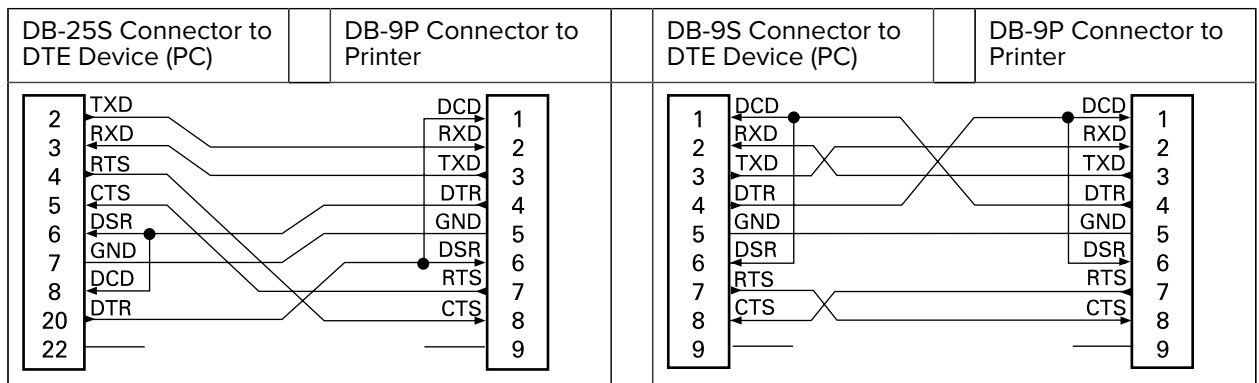 DB-25S Connector to
DTE Device (PC)
DB-9P Connector to
Printer
DB-9S Connector to
DTE Device (PC)
DB-9P Connector to
Printer
2 TXD
3 RXD
4 RTS
5 CTS
6 DSR
7 GND
8 DCD
20 DTR
22
DCD 1
RXD 2
TXD 3
DTR 4
GND 5
DSR 6
RTS 7
CTS 8
9
1 DCD
2 RXD
3 TXD
4 DTR
5 GND
6 DSR
7 RTS
8 CTS
9
DCD 1
RXD 2
TXD 3
DTR 4
GND 5
DSR 6
RTS 7
CTS 8
9